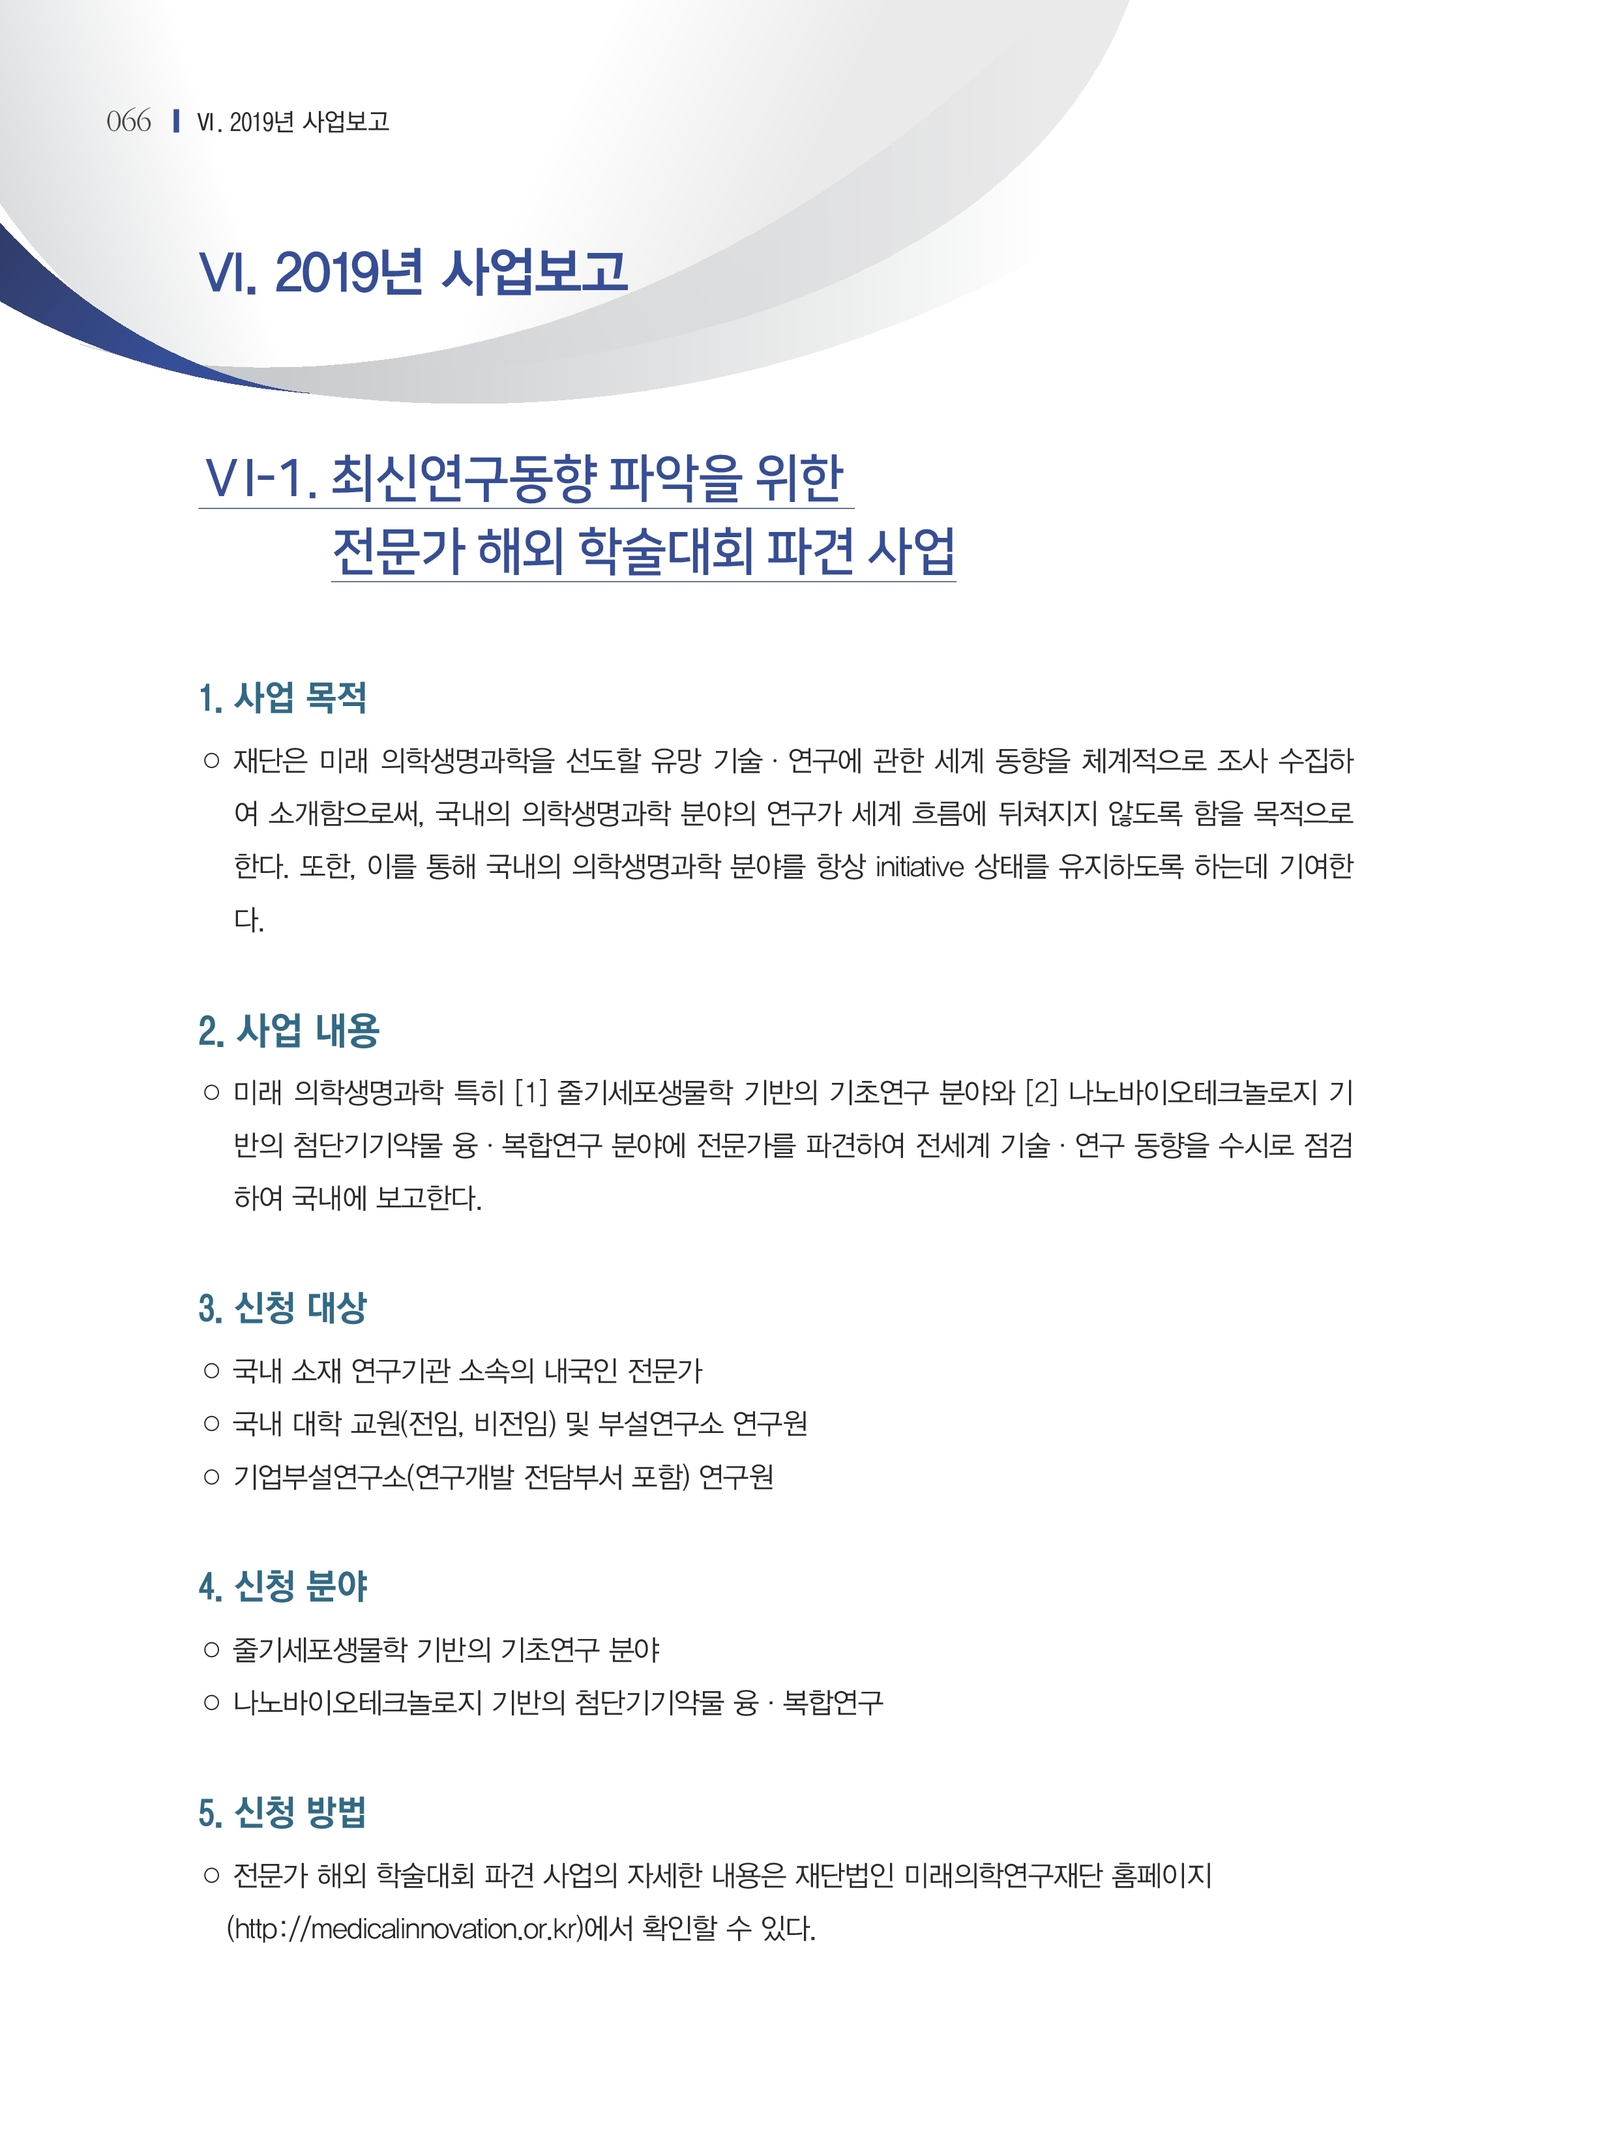 066 Ⅵ. 2019년 사업보고
Ⅵ. 2019년 사업보고
ⅤⅠ-1. 최신연구동향 파악을 위한
전문가 해외 학술대회 파견 사업
1. 사업 목적
○ 재단은 미래 의학생명과학을 선도할 유망 기술 · 연구에 관한 세계 동향을 체계적으로 조사 수집하
여 소개함으로써, 국내의 의학생명과학 분야의 연구가 세계 흐름에 뒤쳐지지 않도록 함을 목적으로
한다. 또한, 이를 통해 국내의 의학생명과학 분야를 항상 initiative 상태를 유지하도록 하는데 기여한
다.
2. 사업 내용
○ 미래 의학생명과학 특히 [1] 줄기세포생물학 기반의 기초연구 분야와 [2] 나노바이오테크놀로지 기
반의 첨단기기약물 융 · 복합연구 분야에 전문가를 파견하여 전세계 기술 · 연구 동향을 수시로 점검
하여 국내에 보고한다.
3. 신청 대상
○ 국내 소재 연구기관 소속의 내국인 전문가
○ 국내 대학 교원(전임, 비전임) 및 부설연구소 연구원
○ 기업부설연구소(연구개발 전담부서 포함) 연구원
4. 신청 분야
○ 줄기세포생물학 기반의 기초연구 분야
○ 나노바이오테크놀로지 기반의 첨단기기약물 융 · 복합연구
5. 신청 방법
○ 전문가 해외 학술대회 파견 사업의 자세한 내용은 재단법인 미래의학연구재단 홈페이지
(http://medicalinnovation.or.kr)에서 확인할 수 있다.